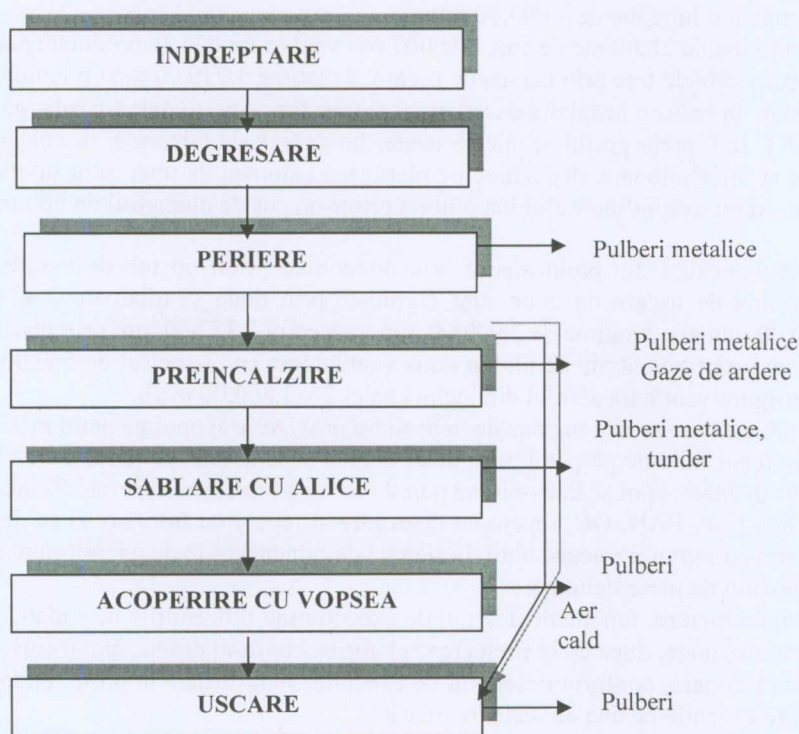 INDREPTARE
DEGRESARE
PERIERE
Pulberi metalice
PREINCALZIRE
Pulberi metalice
Gaze de ardere
SABLARE CU ALICE
Pulberi metalice,
tunder
ACOPERIRE CU VOPSEA
Pulberi
Aer
cald
USCARE
Pulberi